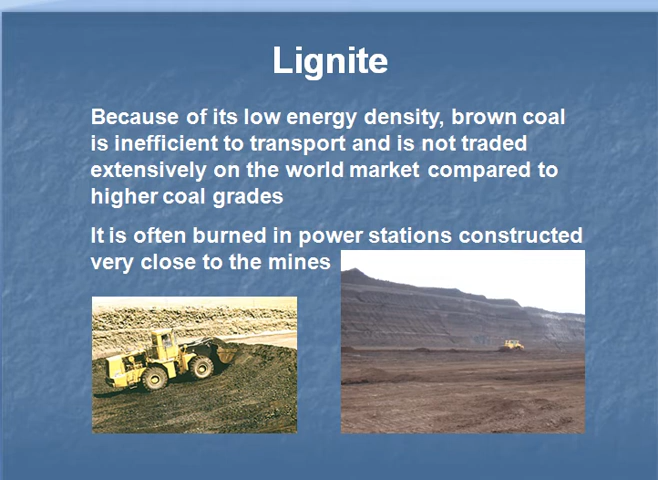 Lignite
Because of its low energy density, brown coal
is inefficient to transport and is not traded
extensively on the world market compared to
higher coal grades
It is often burned in power stations constructed
very close to the mines